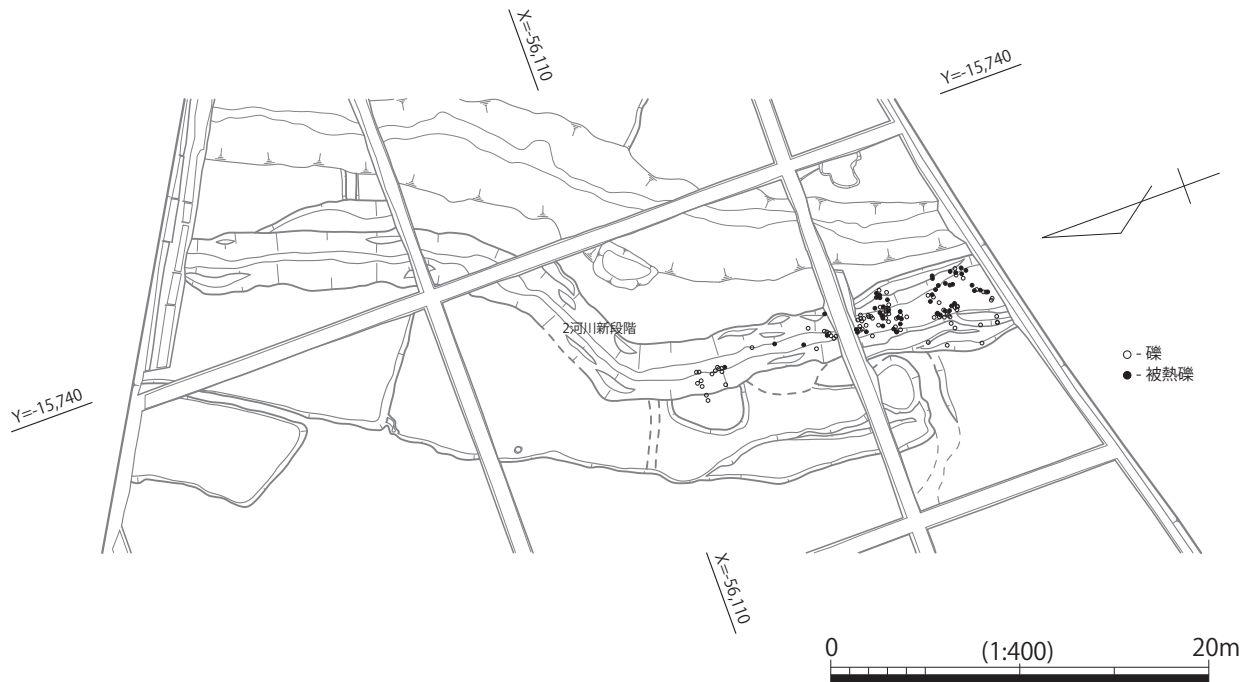 X=-56,110
Y=-15,740
2河川新段階
○ - 礫
● - 被熱礫
Y=-15,740
X=-56,110
0 (1:400) 20m